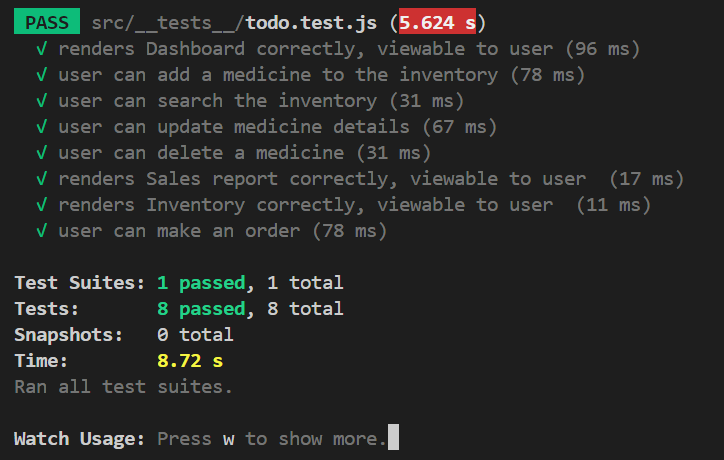 PASS src/__tests__/todo.test.js (5.624 s)
√ renders Dashboard correctly, viewable to user (96 ms)
√ user can add a medicine to the inventory (78 ms)
√ user can search the inventory (31 ms)
√ user can update medicine details (67 ms)
√ user can delete a medicine (31 ms)
√ renders Sales report correctly, viewable to user  (17 ms)
√ renders Inventory correctly, viewable to user  (11 ms)
√ user can make an order (78 ms)
Test Suites: 1 passed, 1 total
Tests:       8 passed, 8 total
Snapshots:   0 total
Time:        8.72 s
Ran all test suites.
Watch Usage: Press w to show more.